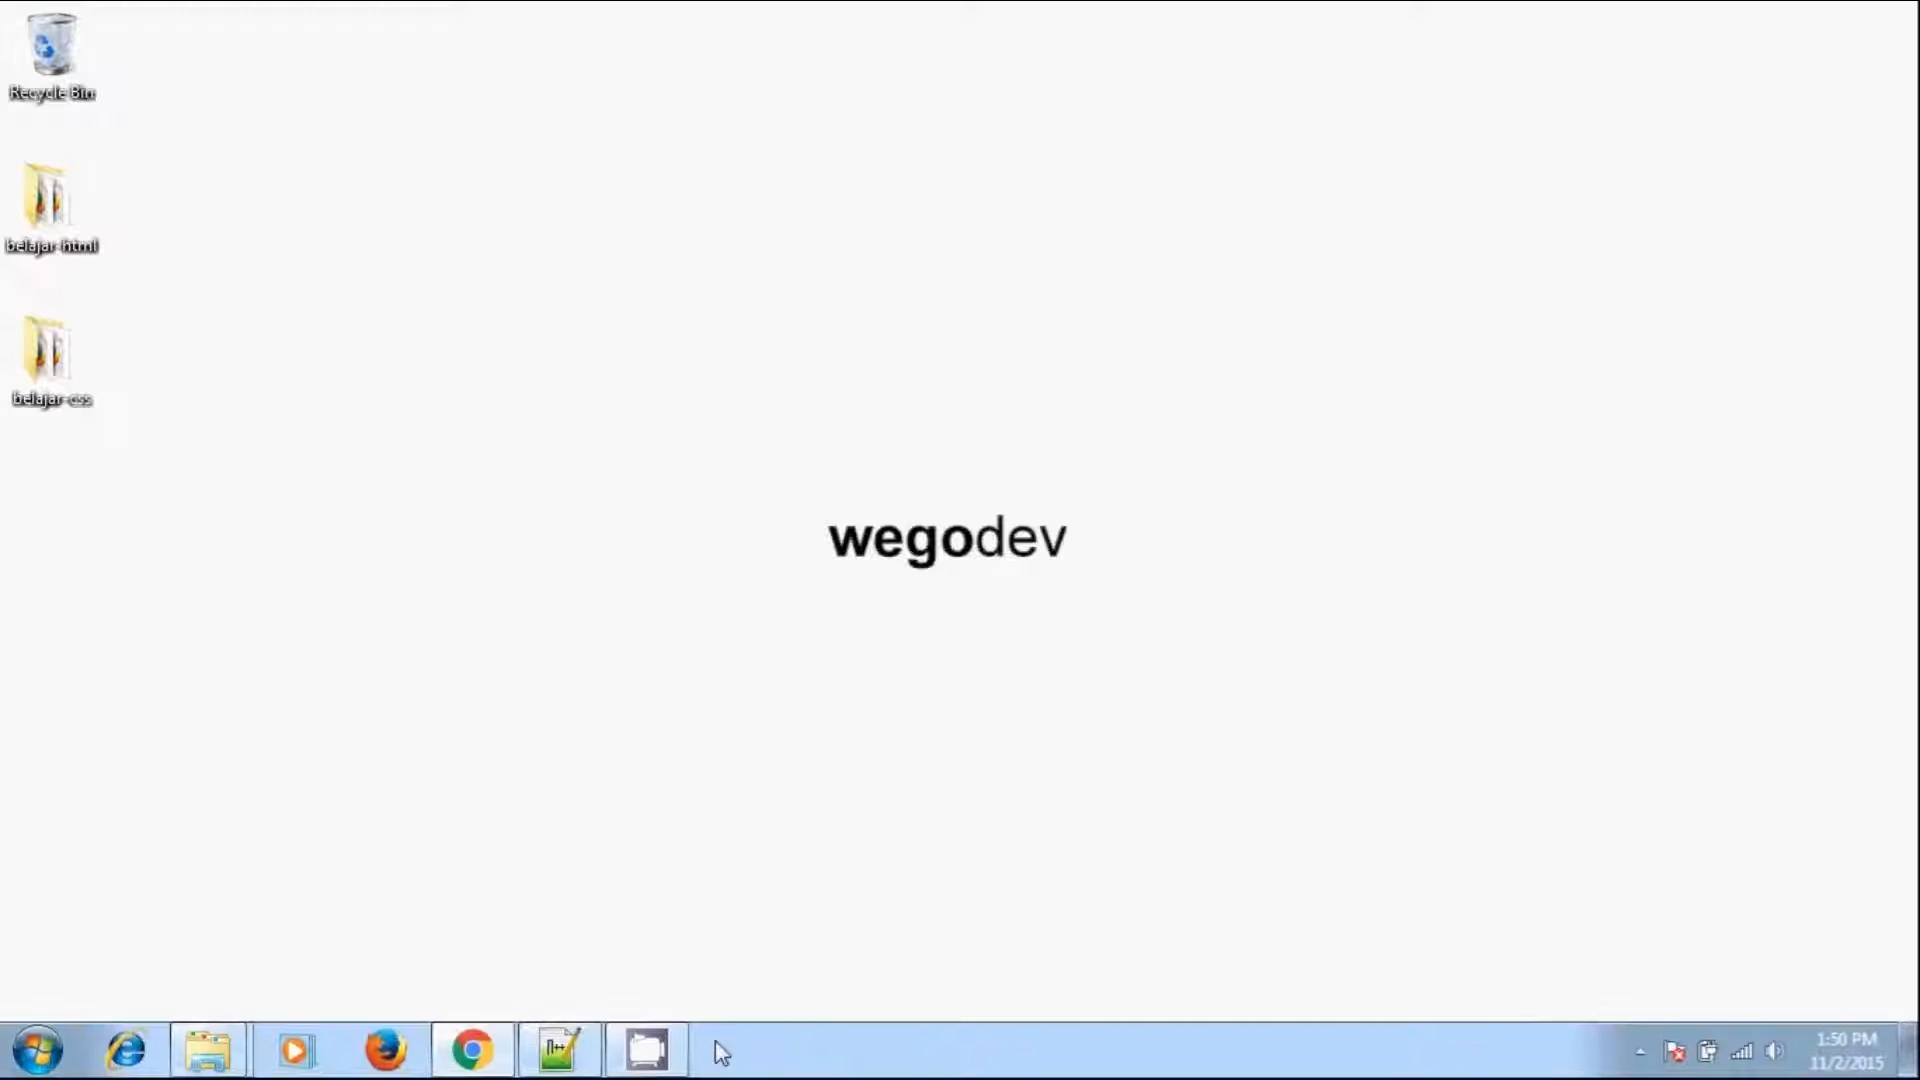 Recycle Bin
belajar-html
belajar-css
wegodev
1:50 PM
11/2/2015